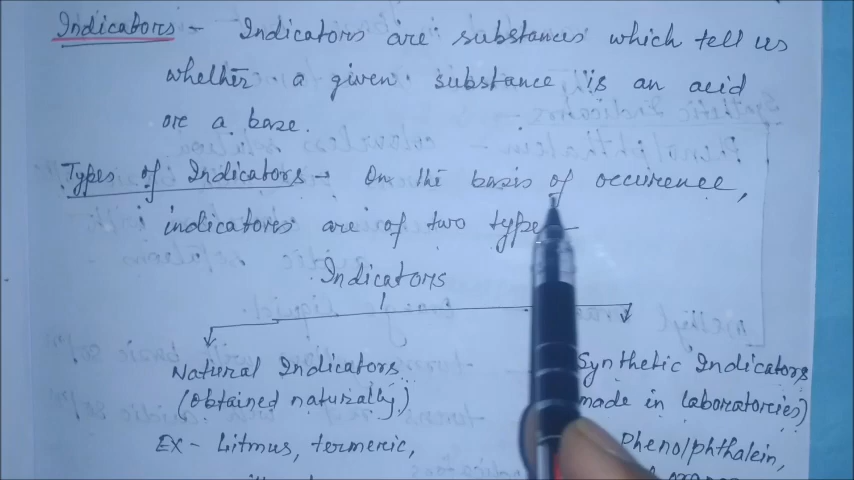 Indicators - Indicators are substances which tell us
whether a given substance is an acid
ore a base.
Types of Indicators - On the basis of occurence,
indicators are of two type -
Indicators
Natural Indicators
(Obtained naturally)
Ex - Litmus, termeric,
Synthetic Indicators
made in laboratories)
Phenolphthalein,